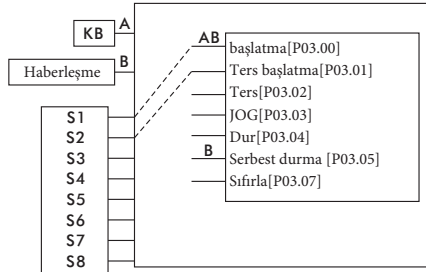 KB
A
Haberleşme
B
S1
S2
S3
S4
S5
S6
S7
S8
AB
başlatma[P03.00]
Ters başlatma[P03.01]
Ters[P03.02]
JOG[P03.03]
Dur[P03.04]
B
Serbest durma [P03.05]
Sıfırla[P03.07]